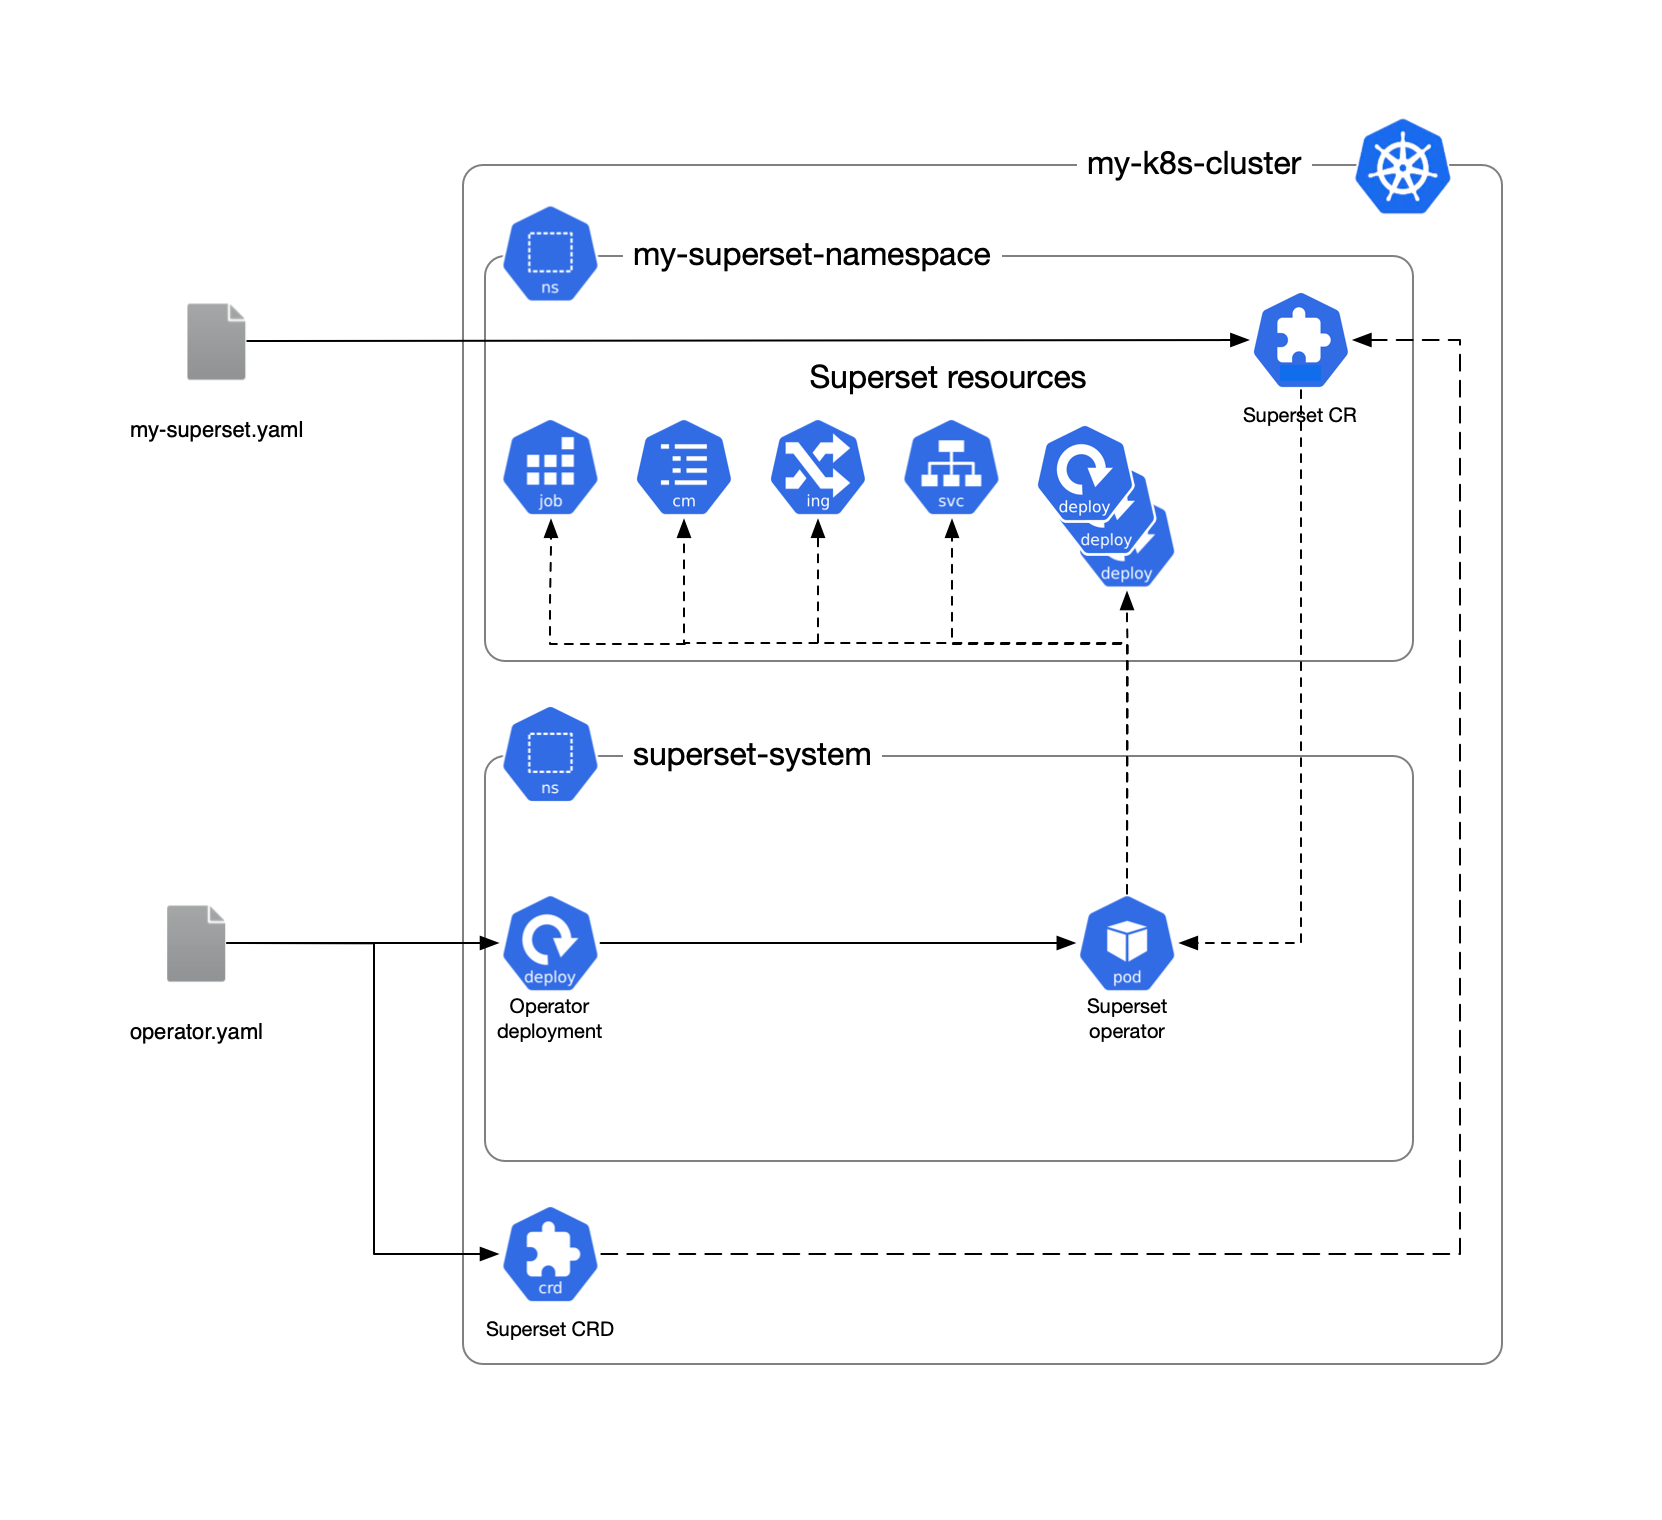 my-k8s-cluster
ns
my-superset-namespace
my-superset.yaml
Superset resources
Superset CR
job
cm
ing
svc
deploy
deploy
deploy
ns
superset-system
operator.yaml
deploy
Operator
deployment
pod
Superset
operator
crd
Superset CRD